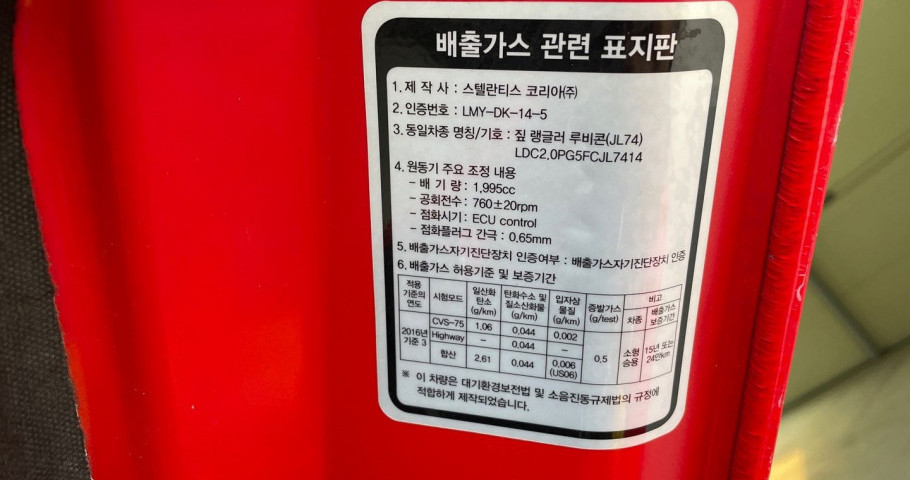 배출가스 관련 표지판
1. 제 작 사 : 스텔란티스 코리아㈜
2. 인증번호 : LMY-DK-14-5
3. 동일차종 명칭/기호 : 짚 랭글러 루비콘(JL74)
LDC2.0PG5FCJL7414
4. 원동기 주요 조정 내용
- 배 기 량 : 1,995cc
- 공회전수 : 760±20rpm
- 점화시기 : ECU control
- 점화플러그 간극 : 0.65mm
5. 배출가스자기진단장치 인증여부 : 배출가스자기진단장치 인증
6. 배출가스 허용기준 및 보증기간
적용 기준의 연도 시험모드 일산화 탄소 (g/km) 탄화수소 및 질소산화물 (g/km) 입자상 물질 (g/km) 증발가스 (g/test) 비고
차종 배출가스 보증기간
2016년 기준 3 CVS-75 1.06 0.044 0.002 0.5 소형 승용 15년 또는 24만km
Highway - 0.044 -
합산 2.61 0.044 0.006 (US06)
※ 이 차량은 대기환경보전법 및 소음진동규제법의 규정에
적합하게 제작되었습니다.